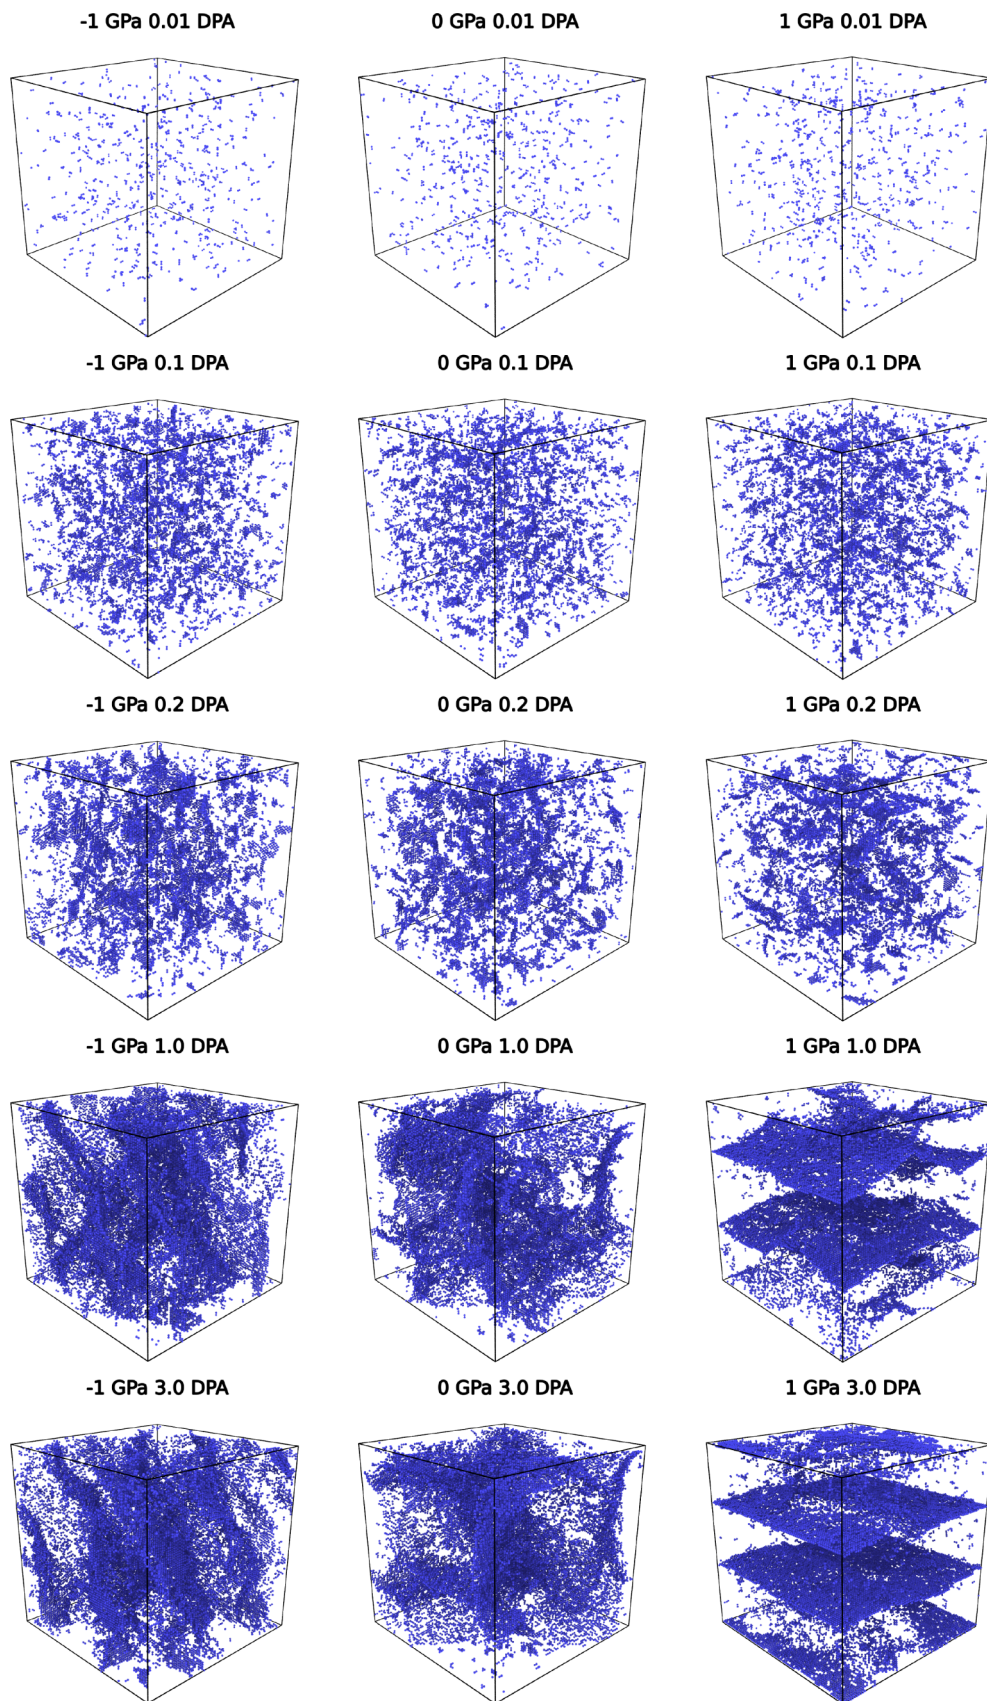 -1 GPa 0.01 DPA
0 GPa 0.01 DPA
1 GPa 0.01 DPA
-1 GPa 0.1 DPA
0 GPa 0.1 DPA
1 GPa 0.1 DPA
-1 GPa 0.2 DPA
0 GPa 0.2 DPA
1 GPa 0.2 DPA
-1 GPa 1.0 DPA
0 GPa 1.0 DPA
1 GPa 1.0 DPA
-1 GPa 3.0 DPA
0 GPa 3.0 DPA
1 GPa 3.0 DPA